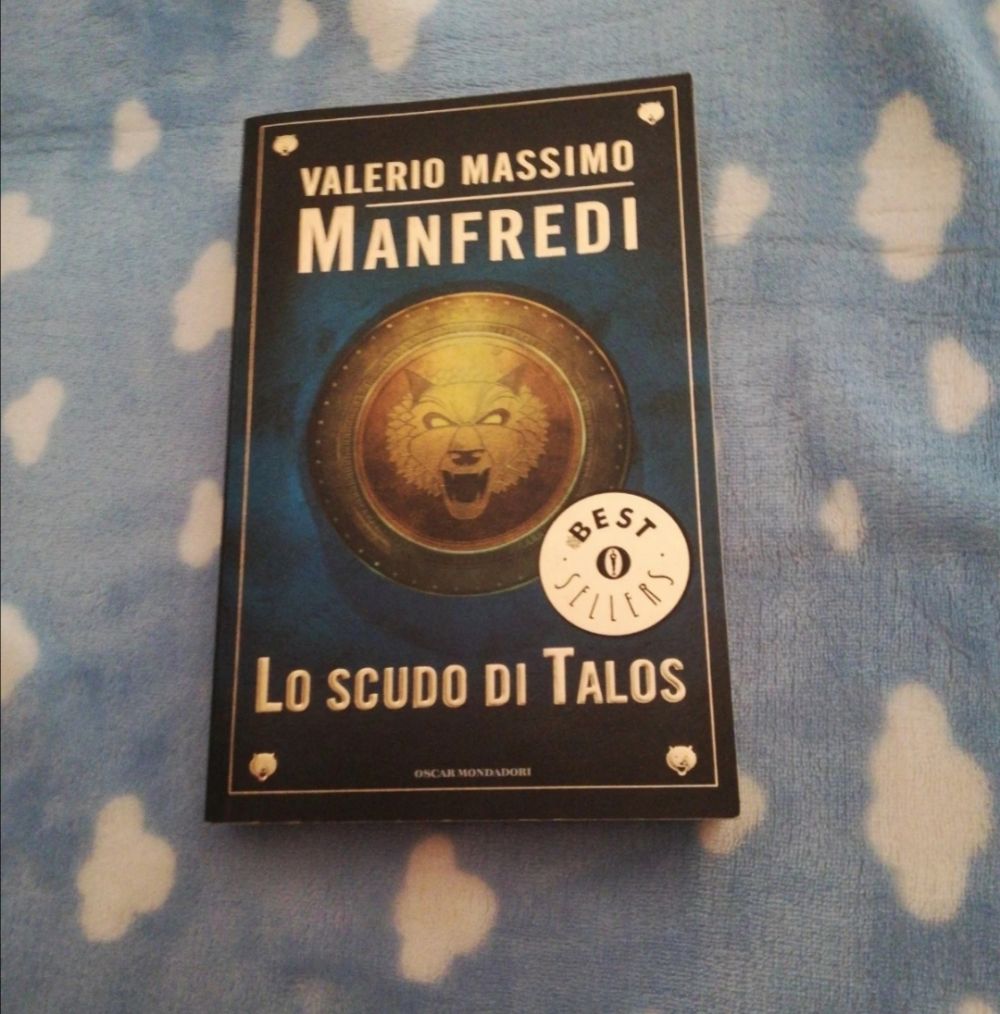 VALERIO MASSIMO
MANFREDI
BEST
SELLERS
LO SCUDO DI TALOS
OSCAR MONDADORI